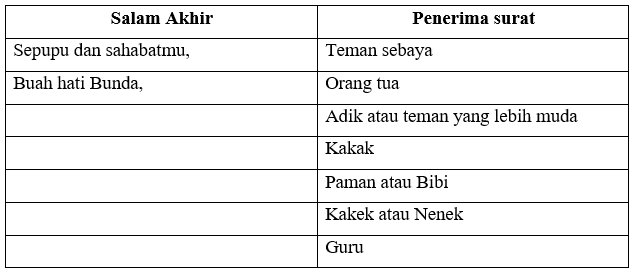 Salam Akhir Penerima surat
Sepupu dan sahabatmu, Teman sebaya
Buah hati Bunda, Orang tua
Adik atau teman yang lebih muda
Kakak
Paman atau Bibi
Kakek atau Nenek
Guru